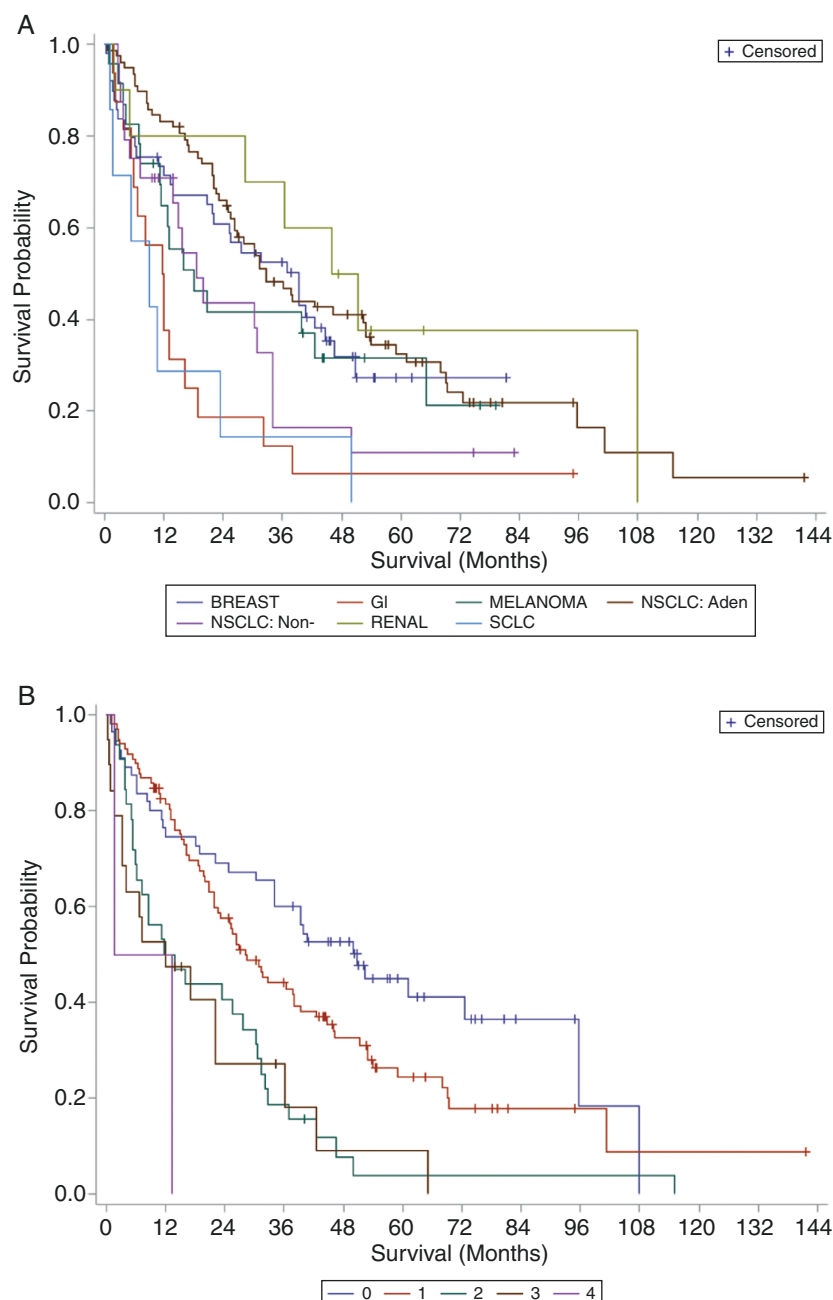 A
+ Censored
1.0
0.8
0.6
0.4
0.2
0.0
Survival Probability
0 12 24 36 48 60 72 84 96 108 120 132 144
Survival (Months)
BREAST GI MELANOMA NSCLC: Aden
NSCLC: Non- RENAL SCLC
B
+ Censored
1.0
0.8
0.6
0.4
0.2
0.0
Survival Probability
0 12 24 36 48 60 72 84 96 108 120 132 144
Survival (Months)
0 1 2 3 4